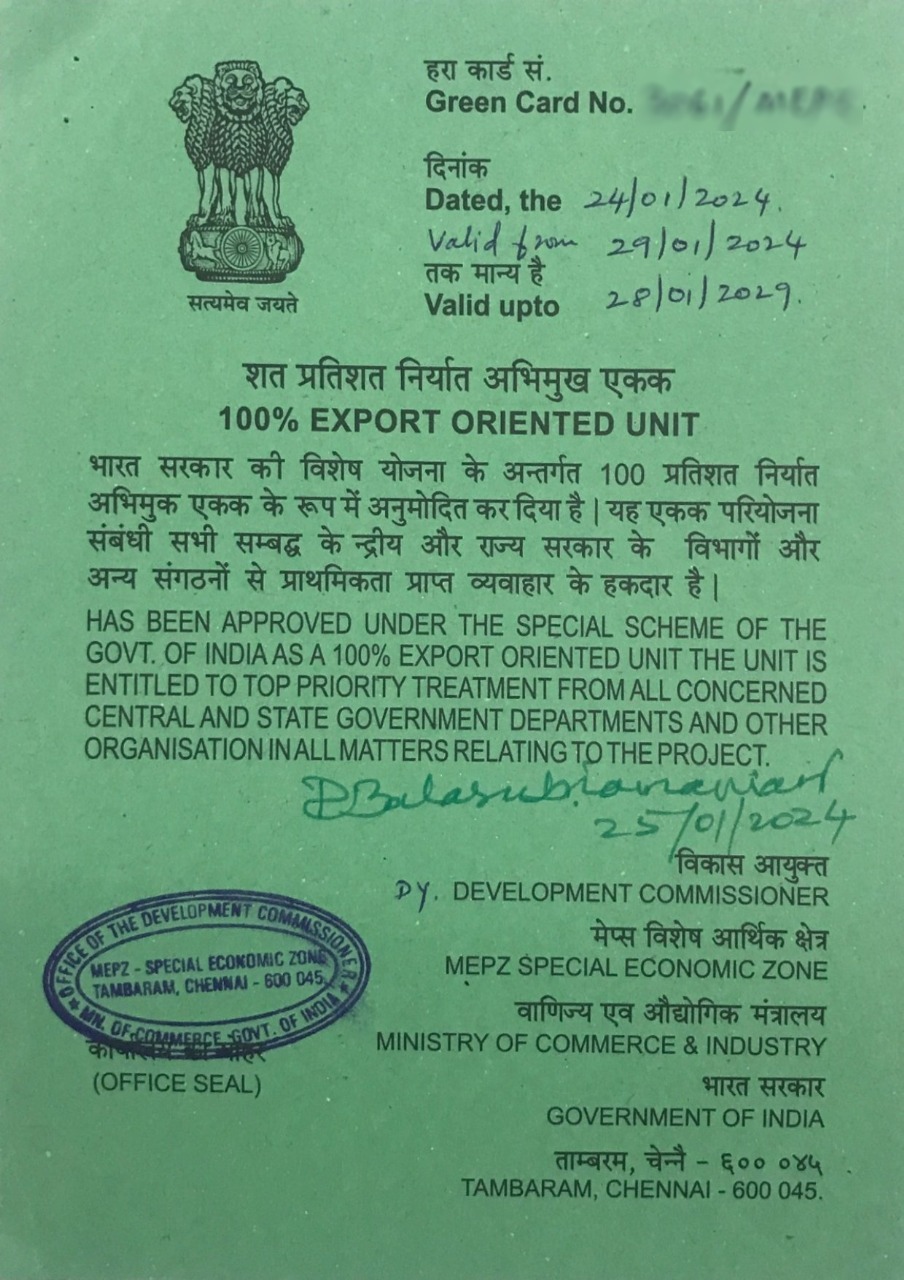 सत्यमेव जयते
हरा कार्ड सं.
Green Card No.
दिनांक
Dated, the 24/01/2024.
Valid from 29/01/2024
तक मान्य है
Valid upto 28/01/2029.
शत प्रतिशत निर्यात अभिमुख एकक
100% EXPORT ORIENTED UNIT
भारत सरकार की विशेष योजना के अन्तर्गत 100 प्रतिशत निर्यात
अभिमुक एकक के रूप में अनुमोदित कर दिया है | यह एकक परियोजना
संबंधी सभी सम्बद्ध के न्द्रीय और राज्य सरकार के विभागों और
अन्य संगठनों से प्राथमिकता प्राप्त व्यवाहार के हकदार है |
HAS BEEN APPROVED UNDER THE SPECIAL SCHEME OF THE
GOVT. OF INDIA AS A 100% EXPORT ORIENTED UNIT THE UNIT IS
ENTITLED TO TOP PRIORITY TREATMENT FROM ALL CONCERNED
CENTRAL AND STATE GOVERNMENT DEPARTMENTS AND OTHER
ORGANISATION IN ALL MATTERS RELATING TO THE PROJECT.
D Balasubramanian
25/01/2024
विकास आयुक्त
DY. DEVELOPMENT COMMISSIONER
मेप्स विशेष आर्थिक क्षेत्र
MEPZ SPECIAL ECONOMIC ZONE
वाणिज्य एव औद्योगिक मंत्रालय
MINISTRY OF COMMERCE & INDUSTRY
भारत सरकार
GOVERNMENT OF INDIA
ताम्बरम, चेन्नै - ६०० ०४५
TAMBARAM, CHENNAI - 600 045.
OFFICE OF THE DEVELOPMENT COMMISSIONER
MEPZ - SPECIAL ECONOMIC ZONE
TAMBARAM, CHENNAI - 600 045.
MN. OF COMMERCE GOVT. OF INDIA
(OFFICE SEAL)